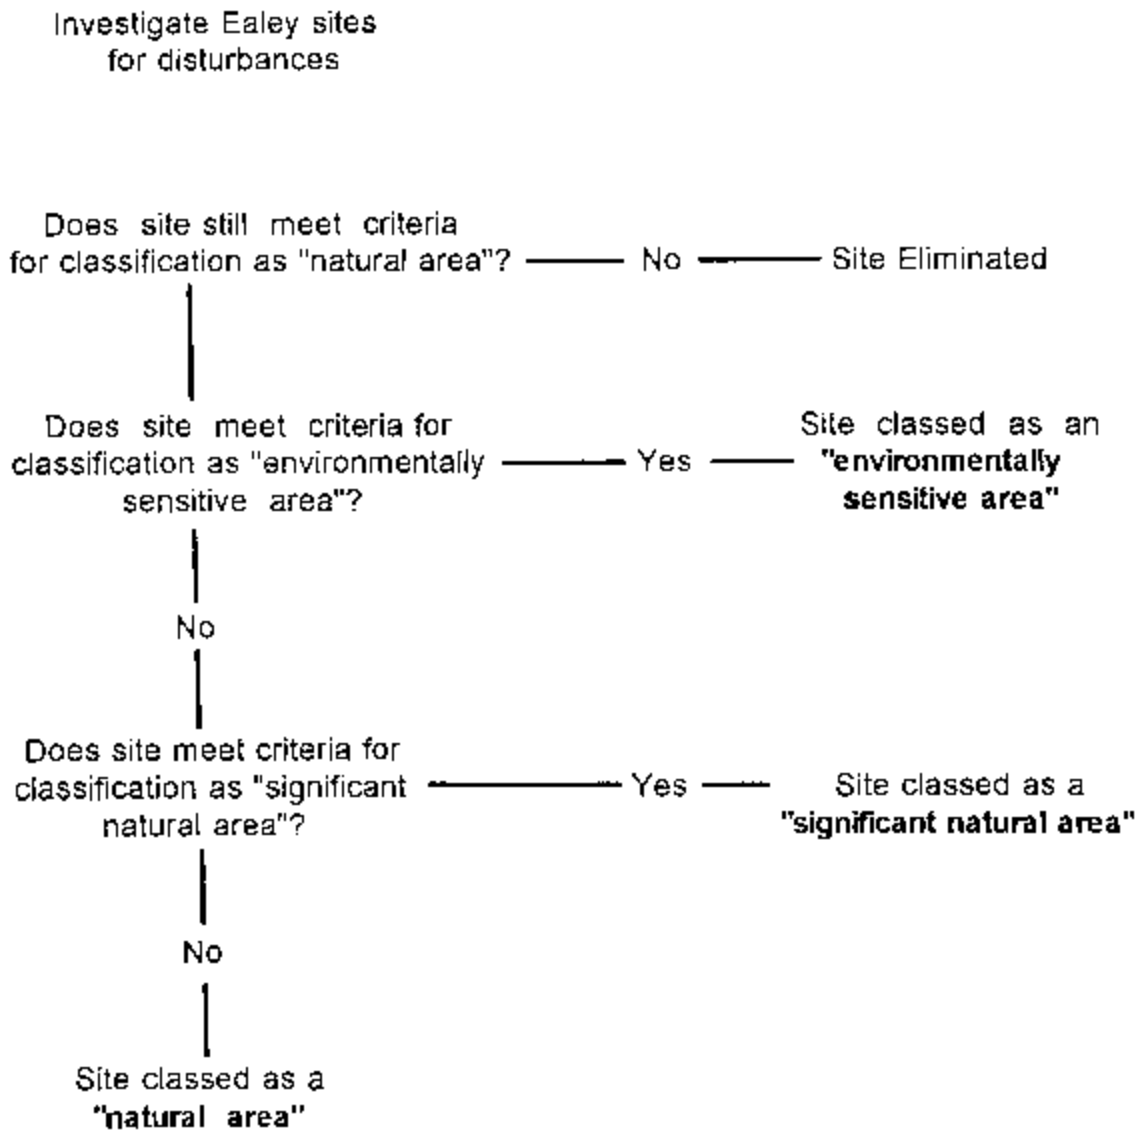 Investigate Ealey sites
for disturbances
Does site still meet criteria
for classification as "natural area"?
No
Site Eliminated
Does site meet criteria for
classification as "environmentally
sensitive area"?
Yes
Site classed as an
"environmentally
sensitive area"
No
Does site meet criteria for
classification as "significant
natural area"?
Yes
Site classed as a
"significant natural area"
No
Site classed as a
"natural area"